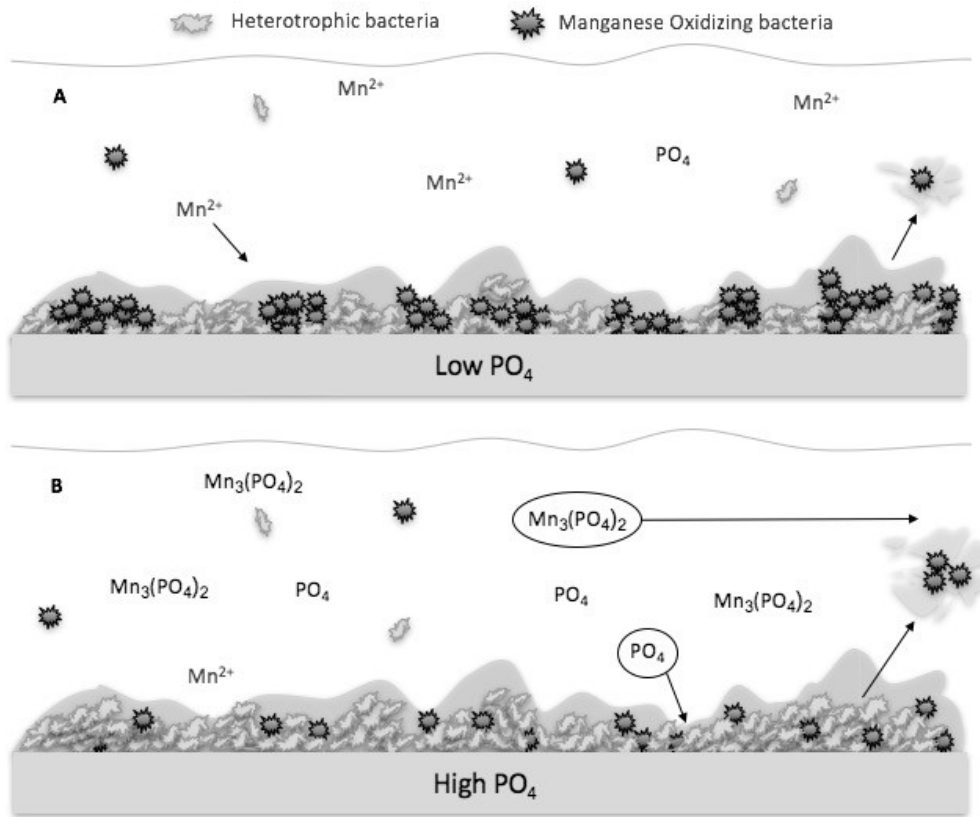 Heterotrophic bacteria Manganese Oxidizing bacteria
A
Mn²⁺
Mn²⁺
PO₄
Mn²⁺
Mn²⁺
Low PO₄
B
Mn₃(PO₄)₂
Mn₃(PO₄)₂
Mn₃(PO₄)₂
PO₄
PO₄
Mn₃(PO₄)₂
PO₄
Mn²⁺
High PO₄